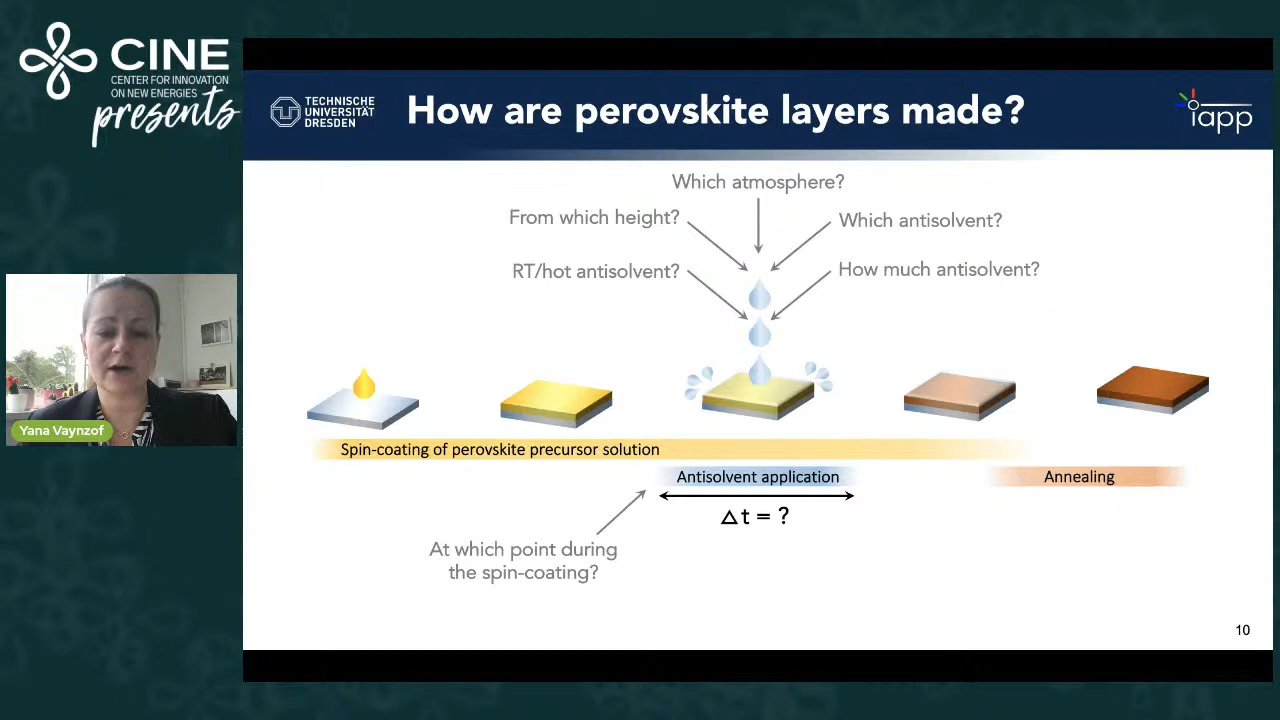 CINE
CENTER FOR INNOVATION
ON NEW ENERGIES
presents
TECHNISCHE
UNIVERSITÄT
DRESDEN
How are perovskite layers made?
iapp
Which atmosphere?
From which height?
Which antisolvent?
RT/hot antisolvent?
How much antisolvent?
Yana Vaynzof
Spin-coating of perovskite precursor solution
Antisolvent application
Annealing
Δt = ?
At which point during
the spin-coating?
10